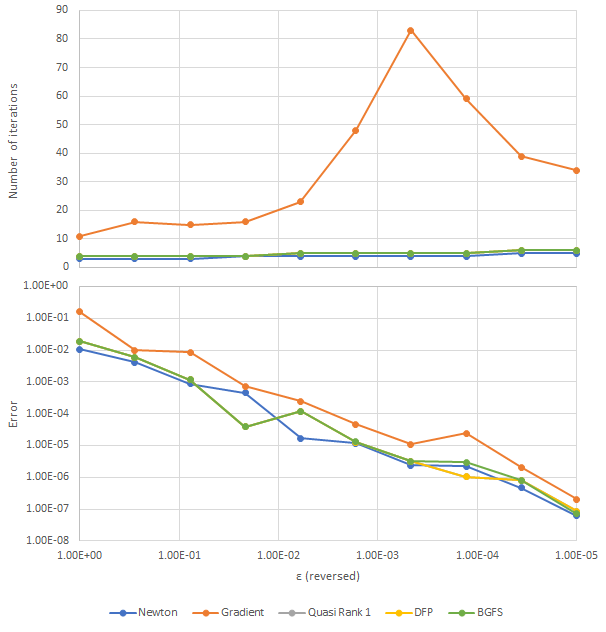 90
80
70
60
50
40
30
20
10
0
Number of iterations
1.00E+00
1.00E-01
1.00E-02
1.00E-03
1.00E-04
1.00E-05
1.00E-06
1.00E-07
1.00E-08
Error
1.00E+00 1.00E-01 1.00E-02 1.00E-03 1.00E-04 1.00E-05
ε (reversed)
Newton Gradient Quasi Rank 1 DFP BGFS